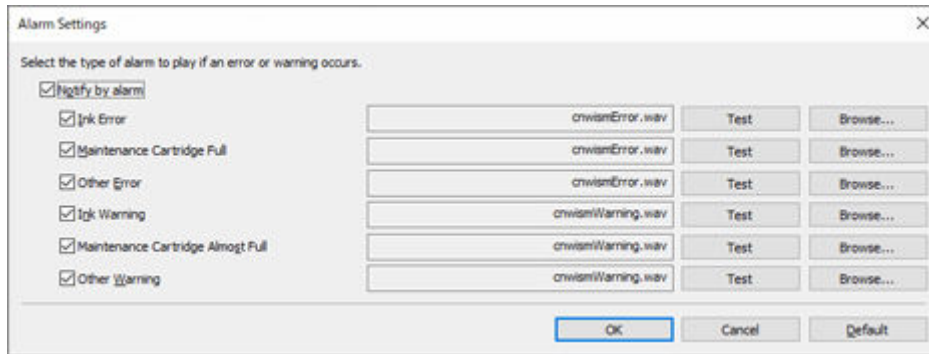 Alarm Settings
Select the type of alarm to play if an error or warning occurs.
Notify by alarm
Ink Error cnwismError.wav Test Browse...
Maintenance Cartridge Full cnwismError.wav Test Browse...
Other Error cnwismError.wav Test Browse...
Ink Warning cnwismWarning.wav Test Browse...
Maintenance Cartridge Almost Full cnwismWarning.wav Test Browse...
Other Warning cnwismWarning.wav Test Browse...
OK Cancel Default